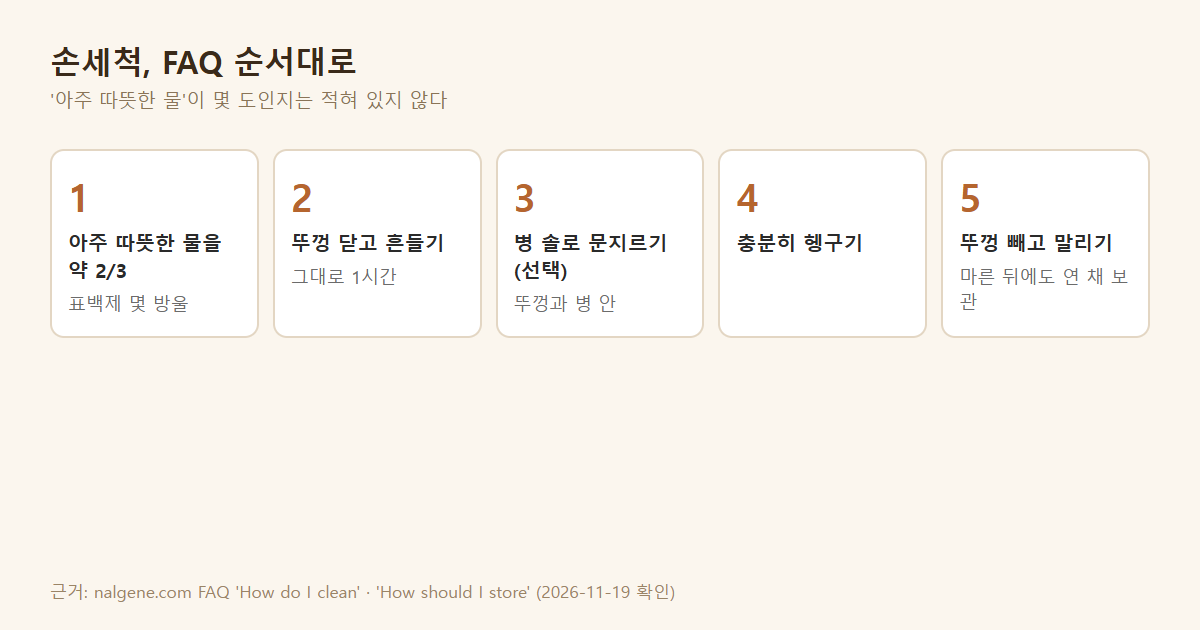 손세척, FAQ 순서대로
'아주 따뜻한 물'이 몇 도인지는 적혀 있지 않다
1
아주 따뜻한 물을
약 2/3
표백제 몇 방울
2
뚜껑 닫고 흔들기
그대로 1시간
3
병 솔로 문지르기
(선택)
뚜껑과 병 안
4
충분히 헹구기
5
뚜껑 빼고 말리기
마른 뒤에도 연 채 보
관
근거: nalgene.com FAQ 'How do I clean' · 'How should I store' (2026-11-19 확인)